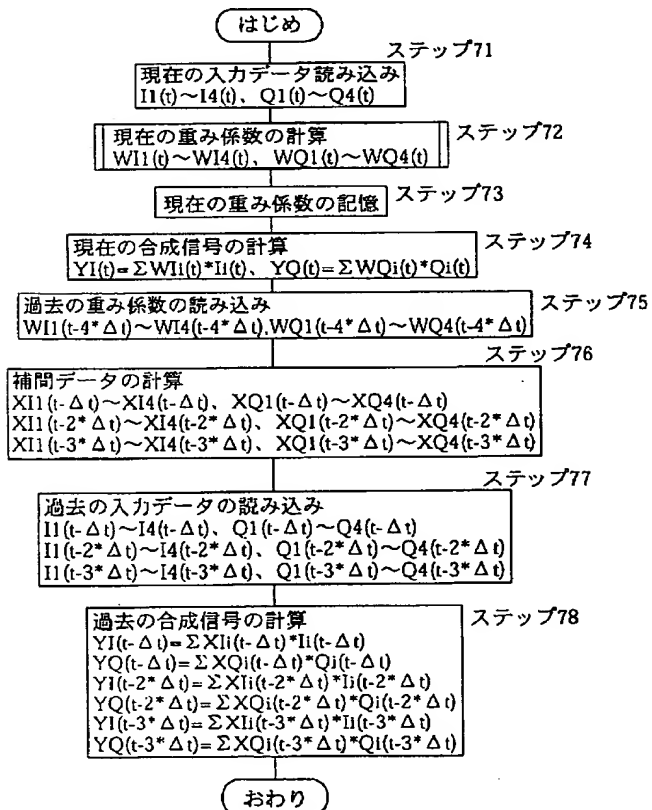 はじめ
ステップ71
現在の入力データ読み込み
I1(t)～I4(t)、Q1(t)～Q4(t)
ステップ72
現在の重み係数の計算
WI1(t)～WI4(t)，WQ1(t)～WQ4(t)
ステップ73
現在の重み係数の記憶
ステップ74
現在の合成信号の計算
YI(t)=ΣWIi(t)*Ii(t)、YQ(t)=ΣWQi(t)*Qi(t)
ステップ75
過去の重み係数の読み込み
WI1(t-4*Δt)～WI4(t-4*Δt),WQ1(t-4*Δt)～WQ4(t-4*Δt)
ステップ76
補間データの計算
XI1(t-Δt)～XI4(t-Δt)、XQ1(t-Δt)～XQ4(t-Δt)
XI1(t-2*Δt)～XI4(t-2*Δt)、XQ1(t-2*Δt)～XQ4(t-2*Δt)
XI1(t-3*Δt)～XI4(t-3*Δt)、XQ1(t-3*Δt)～XQ4(t-3*Δt)
ステップ77
過去の入力データの読み込み
I1(t-Δt)～I4(t-Δt)、Q1(t-Δt)～Q4(t-Δt)
I1(t-2*Δt)～I4(t-2*Δt)、Q1(t-2*Δt)～Q4(t-2*Δt)
I1(t-3*Δt)～I4(t-3*Δt)、Q1(t-3*Δt)～Q4(t-3*Δt)
ステップ78
過去の合成信号の計算
YI(t-Δt)=ΣXIi(t-Δt)*Ii(t-Δt)
YQ(t-Δt)=ΣXQi(t-Δt)*Qi(t-Δt)
YI(t-2*Δt)=ΣXIi(t-2*Δt)*Ii(t-2*Δt)
YQ(t-2*Δt)=ΣXQi(t-2*Δt)*Qi(t-2*Δt)
YI(t-3*Δt)=ΣXIi(t-3*Δt)*Ii(t-3*Δt)
YQ(t-3*Δt)=ΣXQi(t-3*Δt)*Qi(t-3*Δt)
おわり